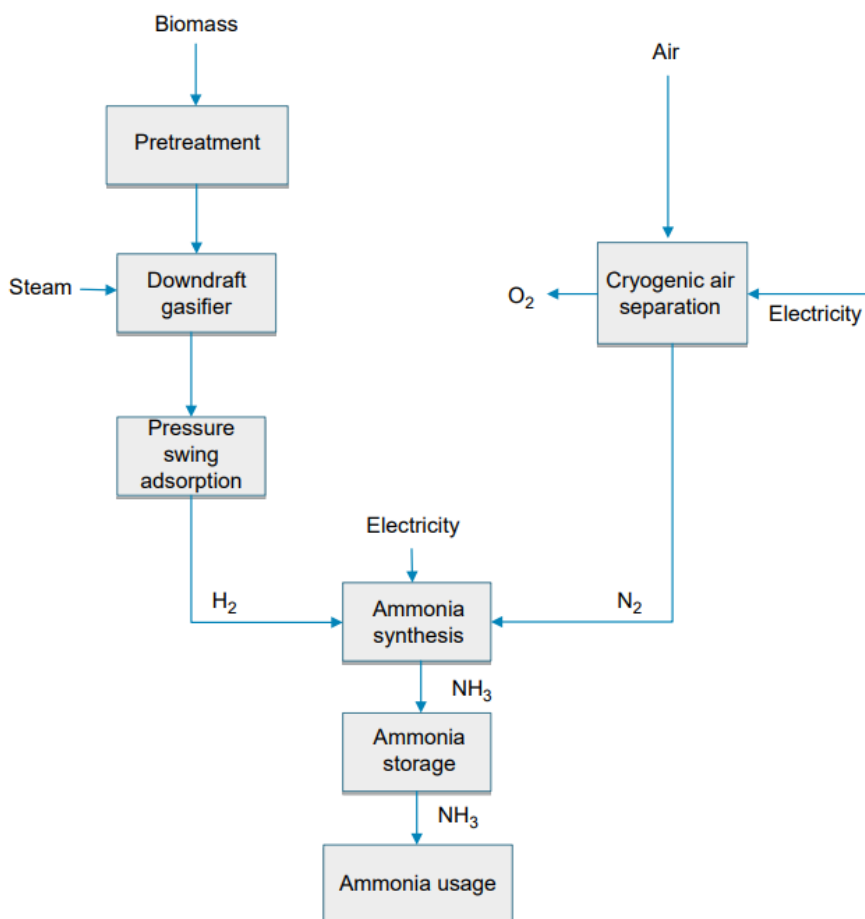 Biomass
Air
Pretreatment
Steam
Downdraft
gasifier
O₂
Cryogenic air
separation
Electricity
Pressure
swing
adsorption
Electricity
H₂
Ammonia
synthesis
N₂
NH₃
Ammonia
storage
NH₃
Ammonia usage